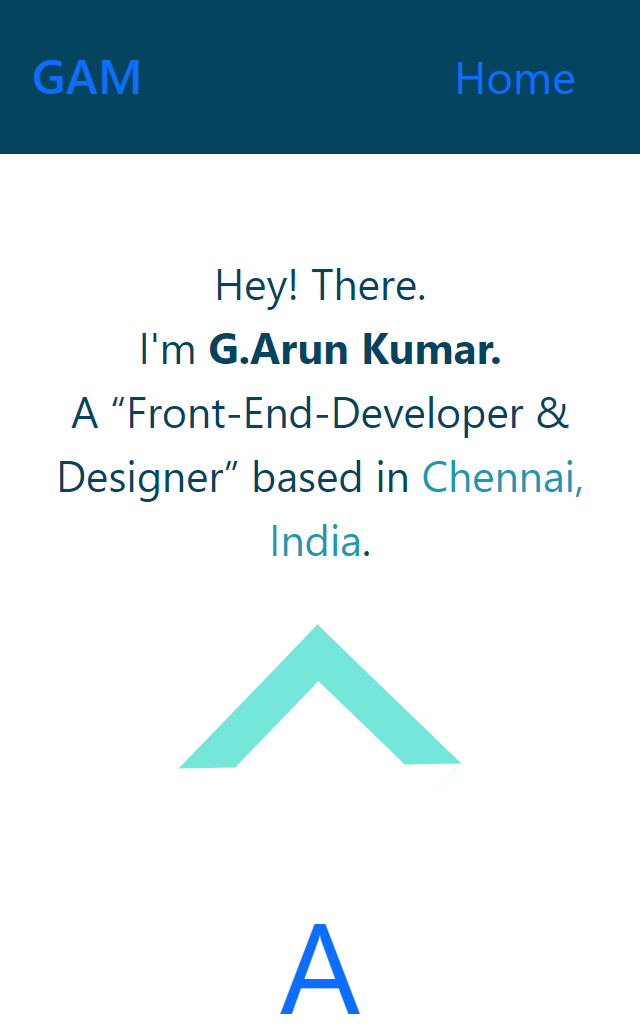 GAM Home
Hey! There.
I'm G.Arun Kumar.
A “Front-End-Developer &
Designer” based in Chennai,
India.
A